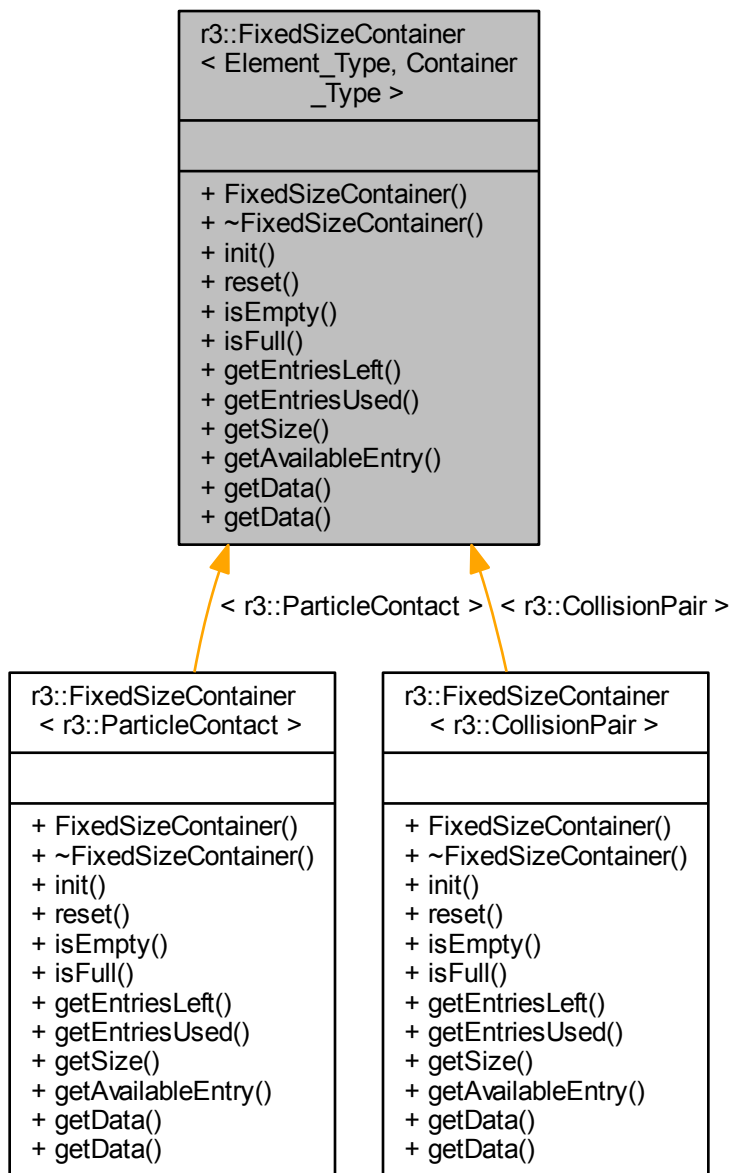 r3::FixedSizeContainer
< Element_Type, Container
_Type >
+ FixedSizeContainer()
+ ~FixedSizeContainer()
+ init()
+ reset()
+ isEmpty()
+ isFull()
+ getEntriesLeft()
+ getEntriesUsed()
+ getSize()
+ getAvailableEntry()
+ getData()
+ getData()
< r3::ParticleContact >
< r3::CollisionPair >
r3::FixedSizeContainer
< r3::ParticleContact >
+ FixedSizeContainer()
+ ~FixedSizeContainer()
+ init()
+ reset()
+ isEmpty()
+ isFull()
+ getEntriesLeft()
+ getEntriesUsed()
+ getSize()
+ getAvailableEntry()
+ getData()
+ getData()
r3::FixedSizeContainer
< r3::CollisionPair >
+ FixedSizeContainer()
+ ~FixedSizeContainer()
+ init()
+ reset()
+ isEmpty()
+ isFull()
+ getEntriesLeft()
+ getEntriesUsed()
+ getSize()
+ getAvailableEntry()
+ getData()
+ getData()